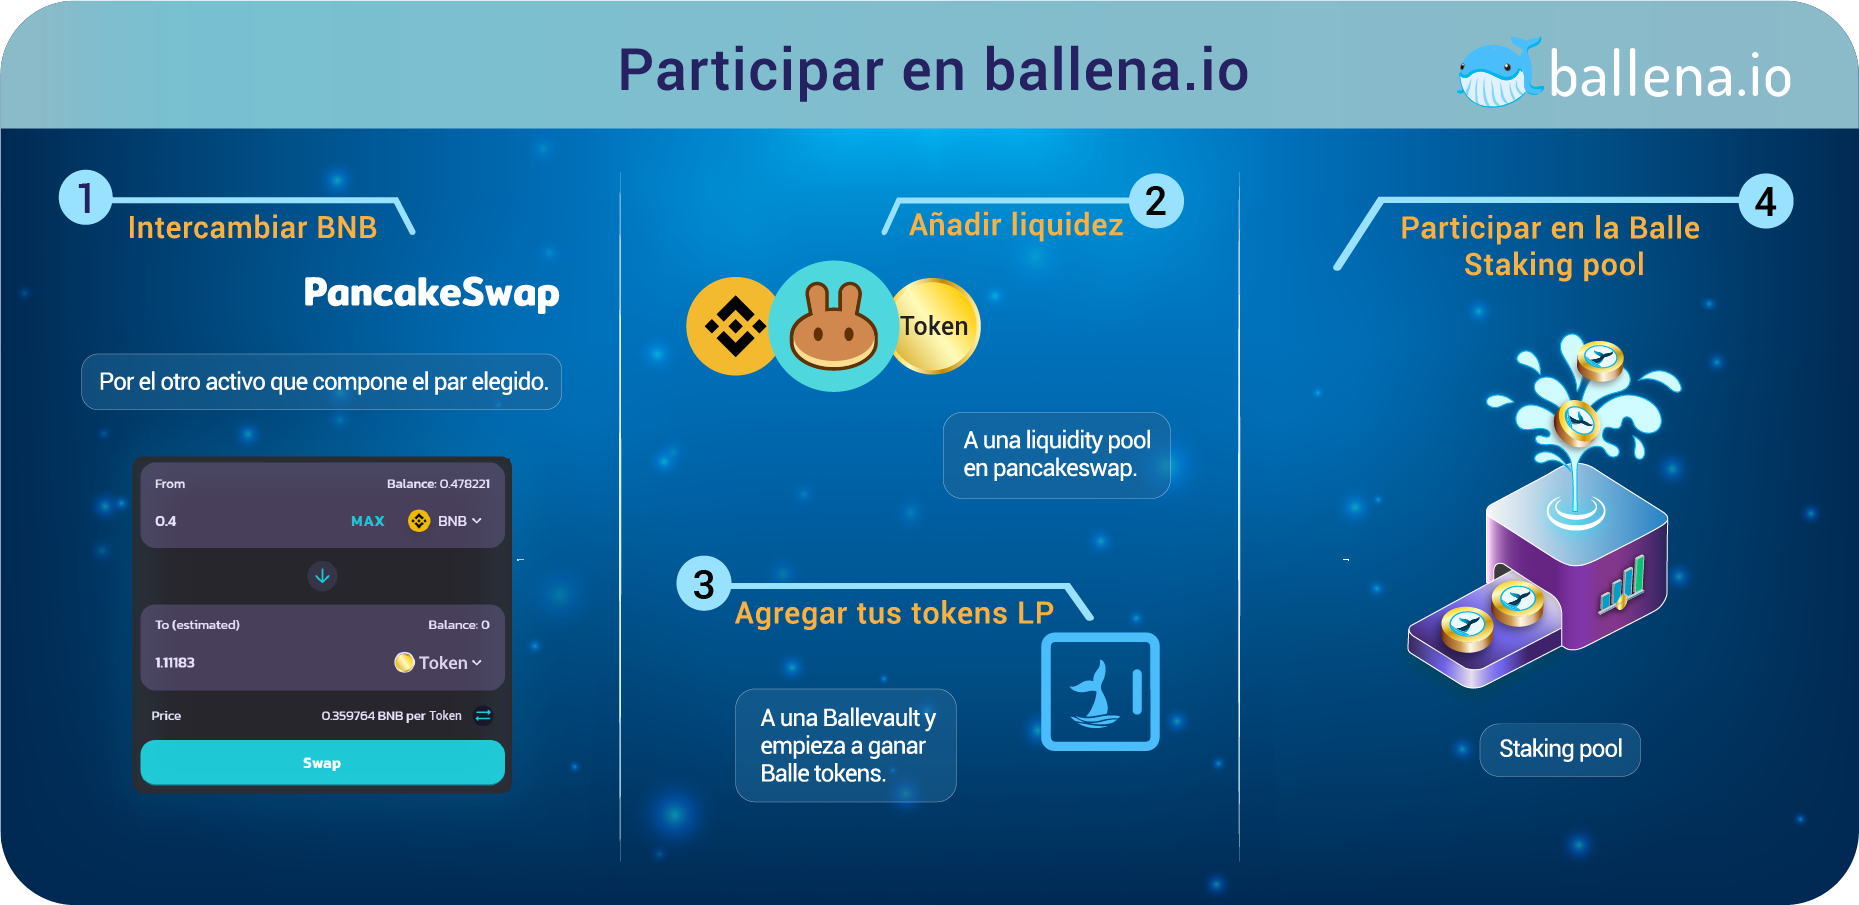 Participar en ballena.io
ballena.io
1
Intercambiar BNB
PancakeSwap
Por el otro activo que compone el par elegido.
From
Balance: 0.478221
0.4
MAX
BNB
To (estimated)
Balance: 0
1.11183
Token
Price
0.359764 BNB per Token
Swap
2
Añadir liquidez
Token
A una liquidity pool
en pancakeswap.
3
Agregar tus tokens LP
A una Ballevault y
empieza a ganar
Balle tokens.
4
Participar en la Balle
Staking pool
Staking pool